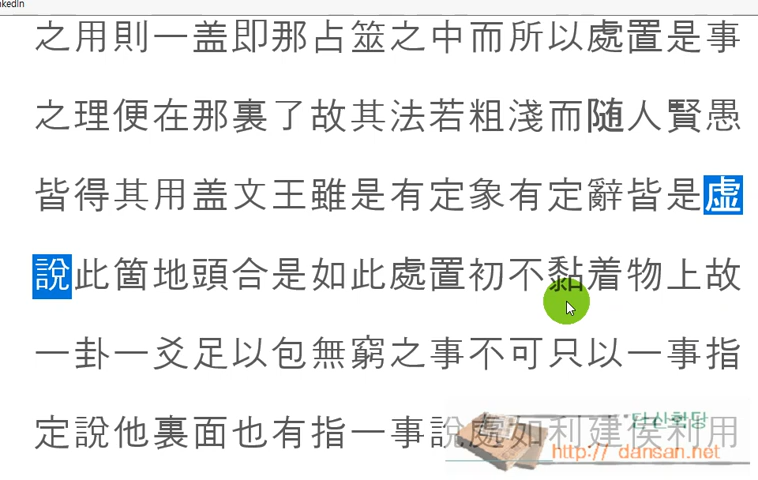 nkedIn
之用則一盖即那占筮之中而所以處置是事
之理便在那裏了故其法若粗淺而随人賢愚
皆得其用盖文王雖是有定象有定辭皆是虛
說此箇地頭合是如此處置初不黏着物上故
一卦一爻足以包無窮之事不可只以一事指
定說他裏面也有指一事說處如利建侯利用
단산학당
http://dansan.net